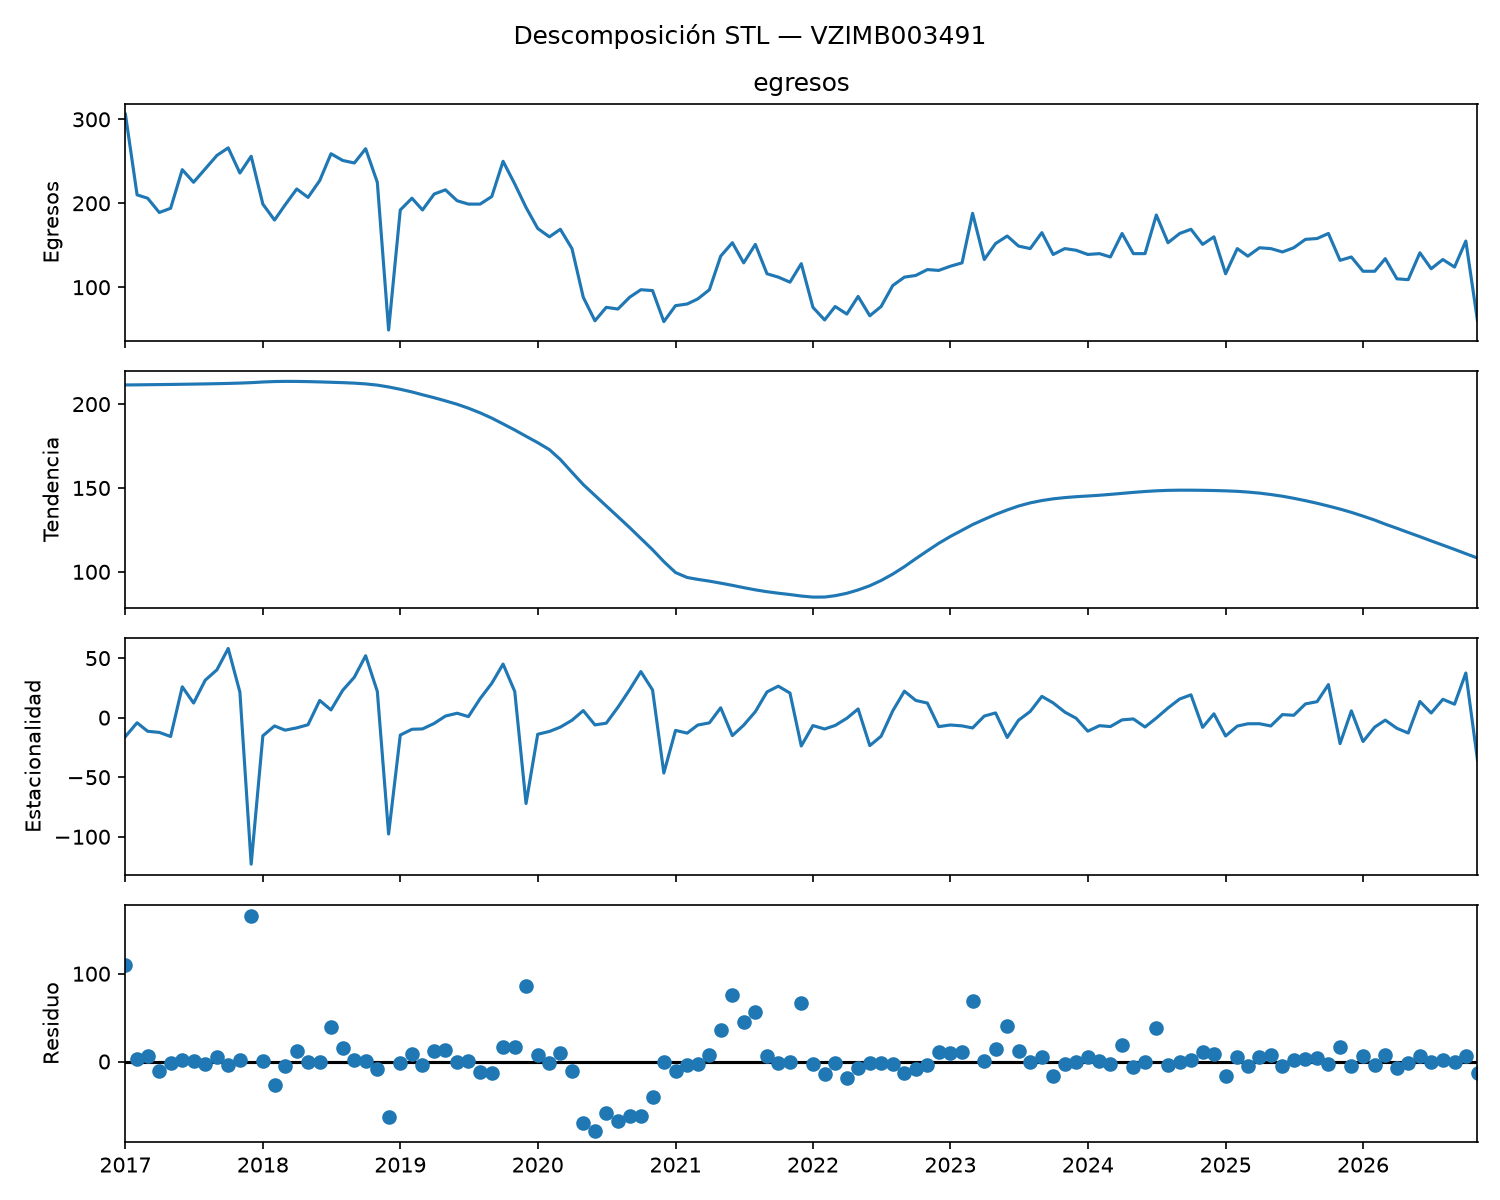 Descomposición STL — VZIMB003491
egresos
Egresos
300
200
100
Tendencia
200
150
100
Estacionalidad
50
0
−50
−100
Residuo
100
0
2017 2018 2019 2020 2021 2022 2023 2024 2025 2026